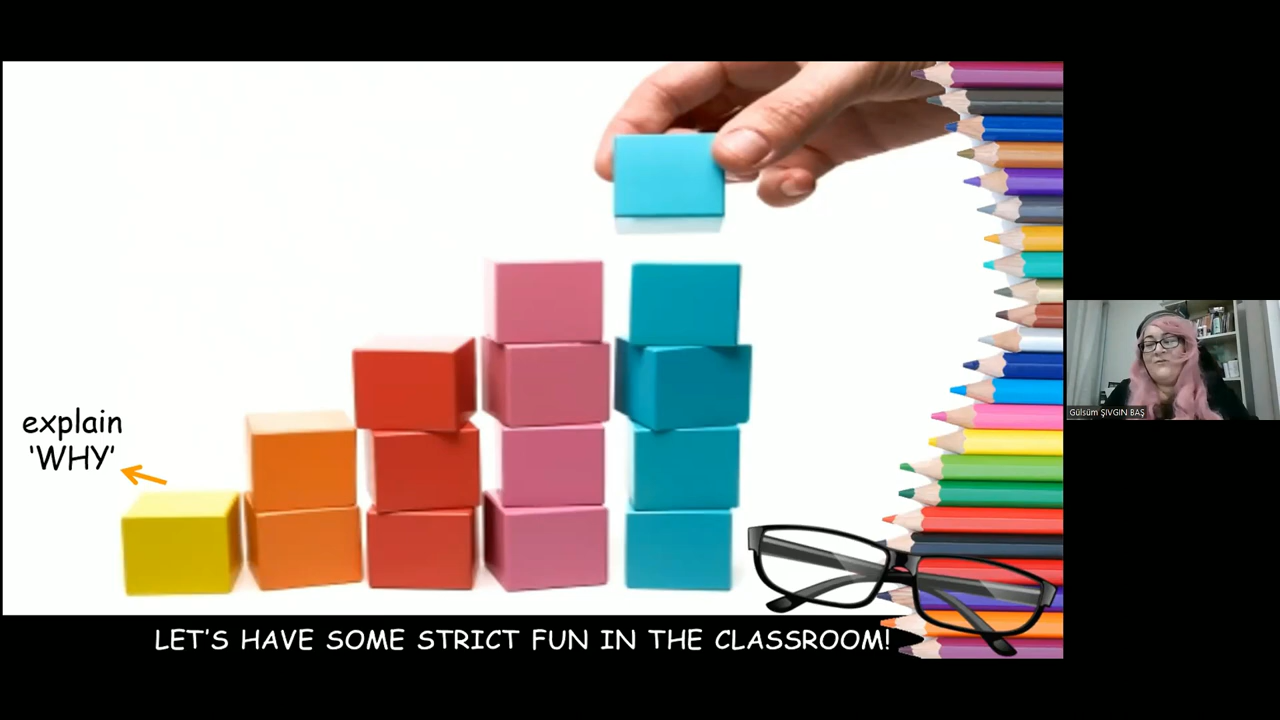 explain
'WHY'
LET'S HAVE SOME STRICT FUN IN THE CLASSROOM!
Gülsüm ŞIVGIN BAŞ